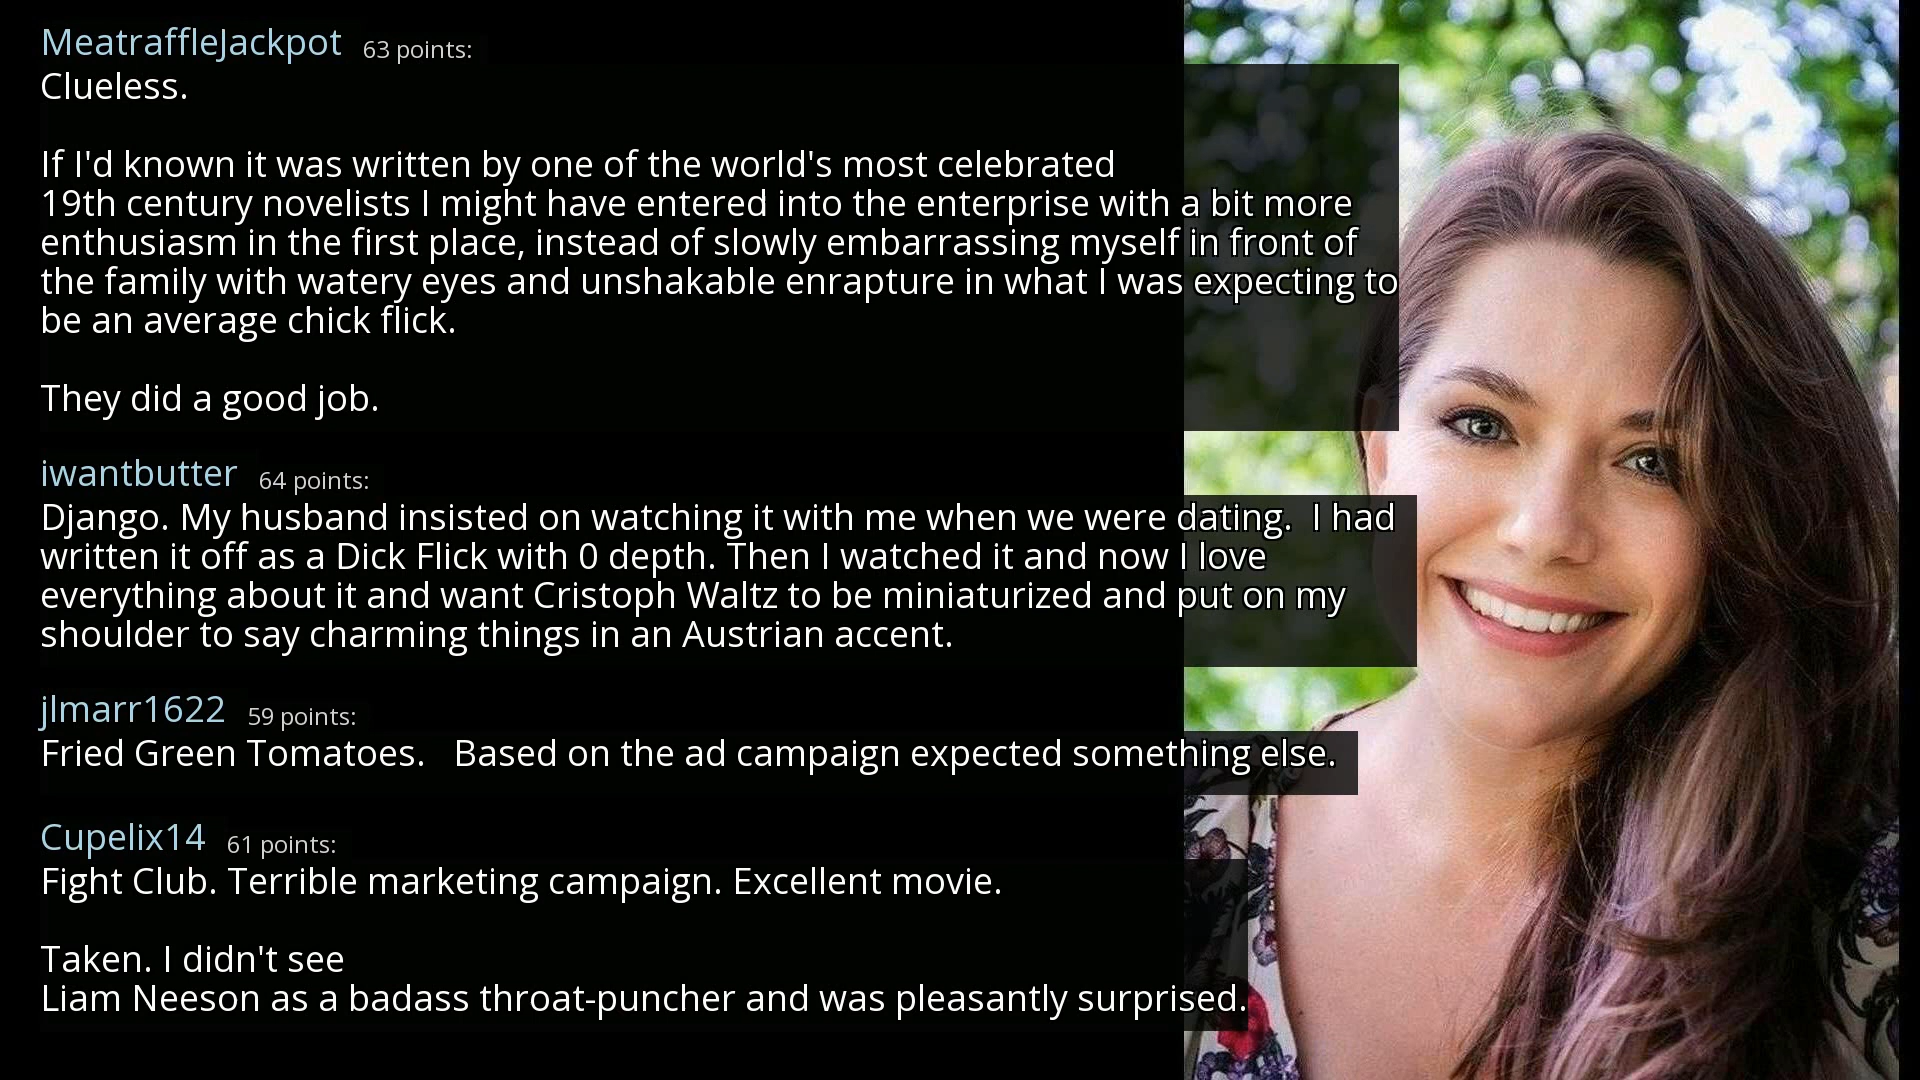 MeatraffleJackpot 63 points:
Clueless.
If I'd known it was written by one of the world's most celebrated
19th century novelists I might have entered into the enterprise with a bit more
enthusiasm in the first place, instead of slowly embarrassing myself in front of
the family with watery eyes and unshakable enrapture in what I was expecting to
be an average chick flick.
They did a good job.
iwantbutter 64 points:
Django. My husband insisted on watching it with me when we were dating.  I had
written it off as a Dick Flick with 0 depth. Then I watched it and now I love
everything about it and want Cristoph Waltz to be miniaturized and put on my
shoulder to say charming things in an Austrian accent.
jlmarr1622 59 points:
Fried Green Tomatoes.   Based on the ad campaign expected something else.
Cupelix14 61 points:
Fight Club. Terrible marketing campaign. Excellent movie.
Taken. I didn't see
Liam Neeson as a badass throat-puncher and was pleasantly surprised.